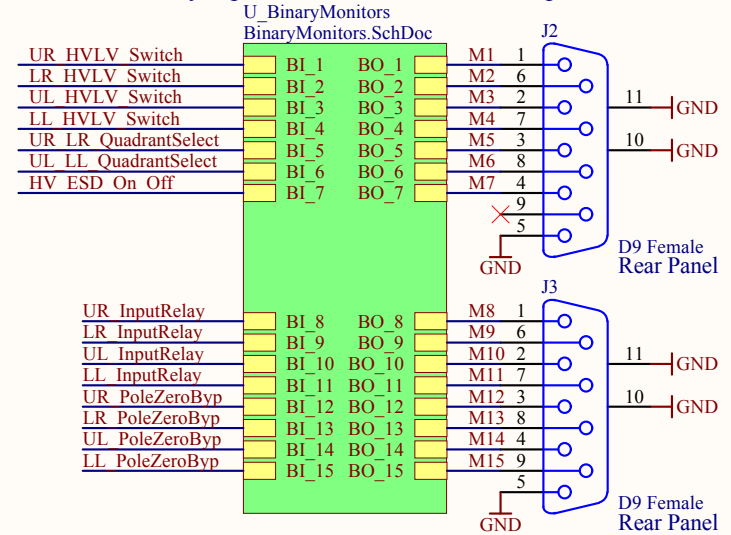 U_BinaryMonitors
BinaryMonitors.SchDoc
J2
UR_HVLV_Switch BI_1 BO_1 M1 1
LR_HVLV_Switch BI_2 BO_2 M2 6
UL_HVLV_Switch BI_3 BO_3 M3 2 11 GND
LL_HVLV_Switch BI_4 BO_4 M4 7
UR_LR_QuadrantSelect BI_5 BO_5 M5 3 10 GND
UL_LL_QuadrantSelect BI_6 BO_6 M6 8
HV_ESD_On_Off BI_7 BO_7 M7 4
9
5
GND
D9 Female
Rear Panel
J3
UR_InputRelay BI_8 BO_8 M8 1
LR_InputRelay BI_9 BO_9 M9 6
UL_InputRelay BI_10 BO_10 M10 2 11 GND
LL_InputRelay BI_11 BO_11 M11 7
UR_PoleZeroByp BI_12 BO_12 M12 3 10 GND
LR_PoleZeroByp BI_13 BO_13 M13 8
UL_PoleZeroByp BI_14 BO_14 M14 4
LL_PoleZeroByp BI_15 BO_15 M15 9
5
GND
D9 Female
Rear Panel